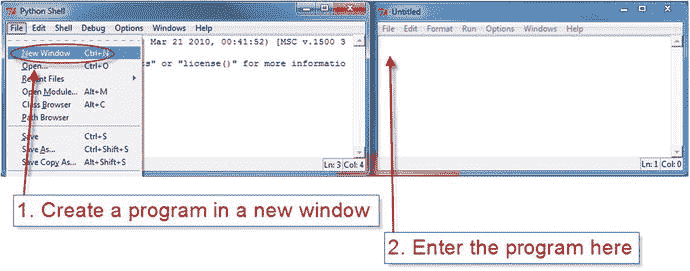 Python Shell
File Edit Shell Debug Options Windows Help
New Window Ctrl+N
Mar 21 2010, 00:41:52) [MSC v.1500 3
Open... Ctrl+O
Recent Files
s" or "license()" for more informatio
Open Module... Alt+M
Class Browser Alt+C
Path Browser
Save Ctrl+S
Save As... Ctrl+Shift+S
Save Copy As... Alt+Shift+S
Ln: 3 Col: 4
Untitled
File Edit Format Run Options Windows Help
Ln: 1 Col: 0
1. Create a program in a new window
2. Enter the program here